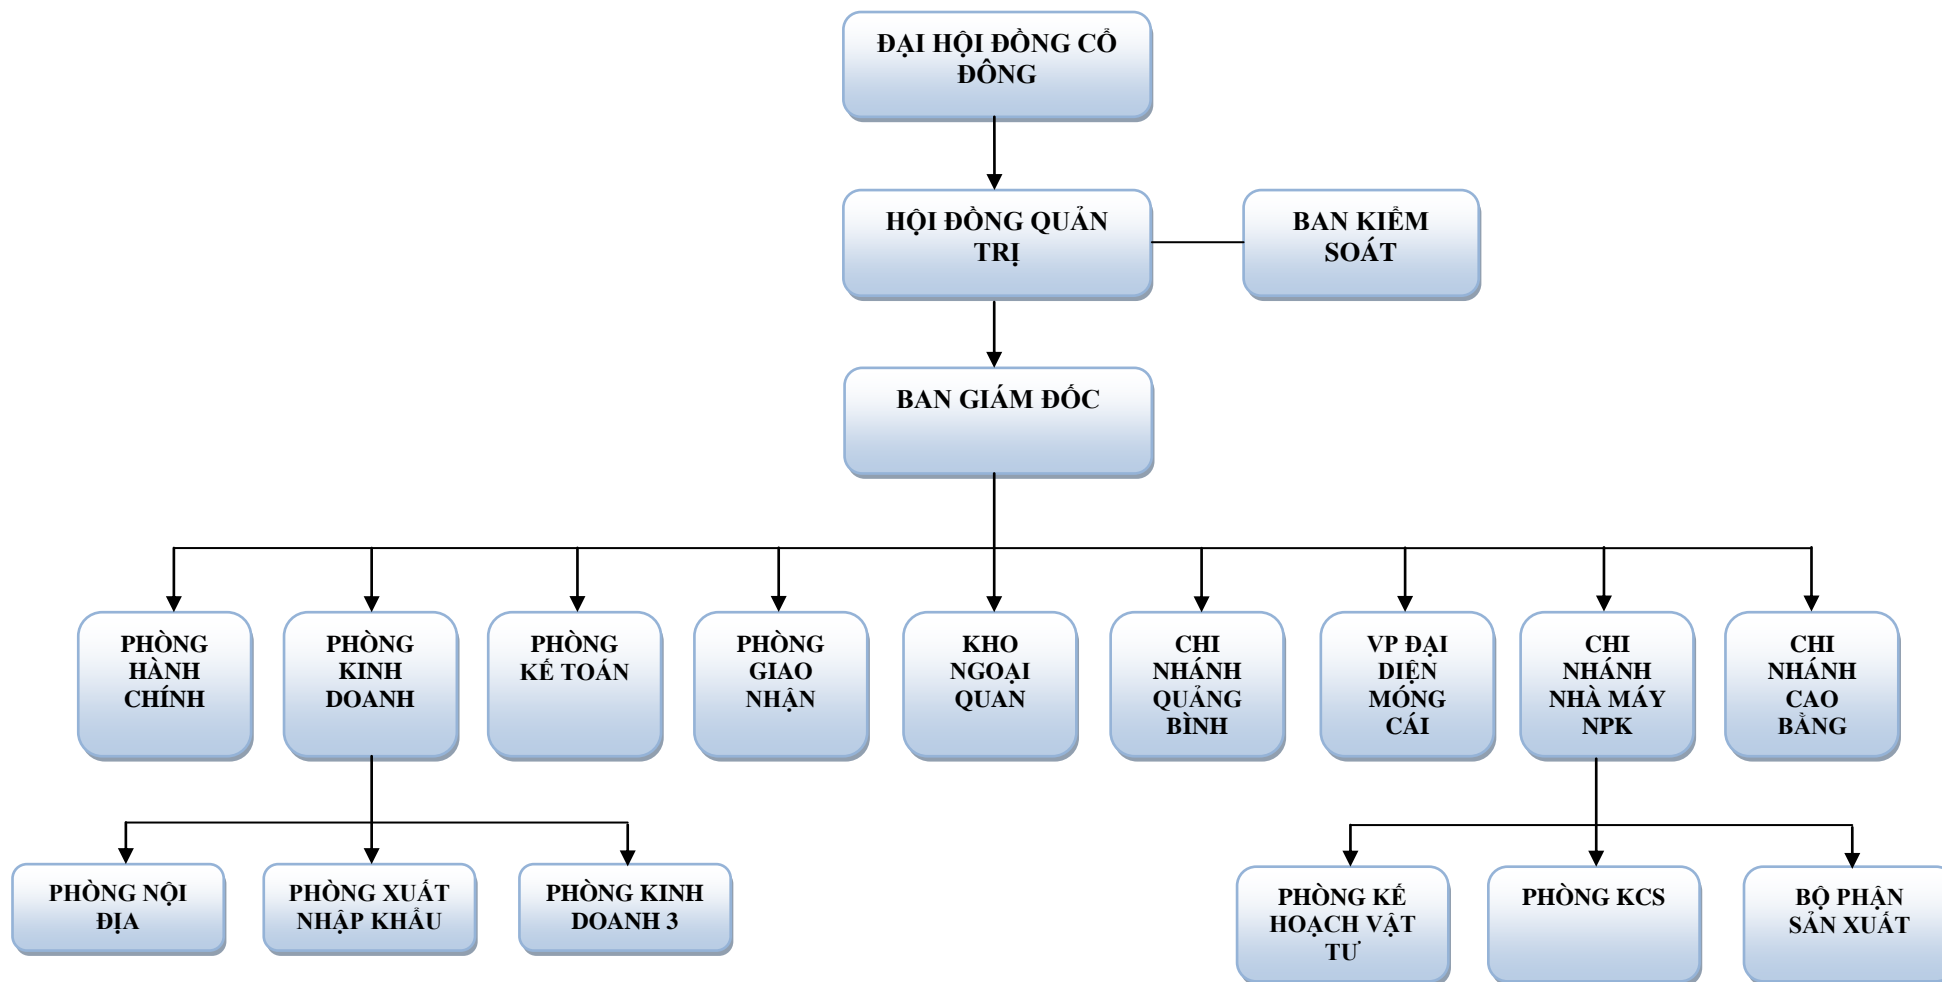 ĐẠI HỘI ĐỒNG CỔ
ĐÔNG
HỘI ĐỒNG QUẢN
TRỊ
BAN KIỂM
SOÁT
BAN GIÁM ĐỐC
PHÒNG
HÀNH
CHÍNH
PHÒNG
KINH
DOANH
PHÒNG
KẾ TOÁN
PHÒNG
GIAO
NHẬN
KHO
NGOẠI
QUAN
CHI
NHÁNH
QUẢNG
BÌNH
VP ĐẠI
DIỆN
MÓNG
CÁI
CHI
NHÁNH
NHÀ MÁY
NPK
CHI
NHÁNH
CAO
BẰNG
PHÒNG NỘI
ĐỊA
PHÒNG XUẤT
NHẬP KHẨU
PHÒNG KINH
DOANH 3
PHÒNG KẾ
HOẠCH VẬT
TƯ
PHÒNG KCS
BỘ PHẬN
SẢN XUẤT